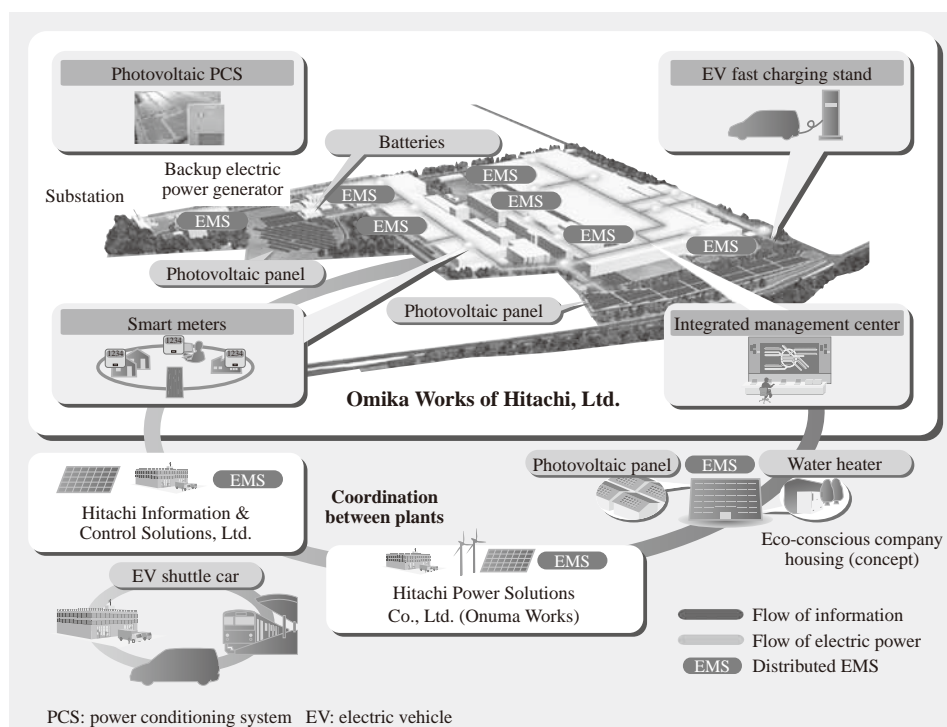 Photovoltaic PCS
EV fast charging stand
Batteries
Backup electric
power generator
Substation
EMS
EMS
EMS
EMS
EMS
EMS
EMS
EMS
Photovoltaic panel
Photovoltaic panel
Smart meters
1234
1234
1234
Integrated management center
Omika Works of Hitachi, Ltd.
EMS
Hitachi Information &
Control Solutions, Ltd.
Coordination
between plants
Photovoltaic panel
EMS
Water heater
Eco-conscious company
housing (concept)
EV shuttle car
EMS
Hitachi Power Solutions
Co., Ltd. (Onuma Works)
Flow of information
Flow of electric power
EMS Distributed EMS
PCS: power conditioning system EV: electric vehicle